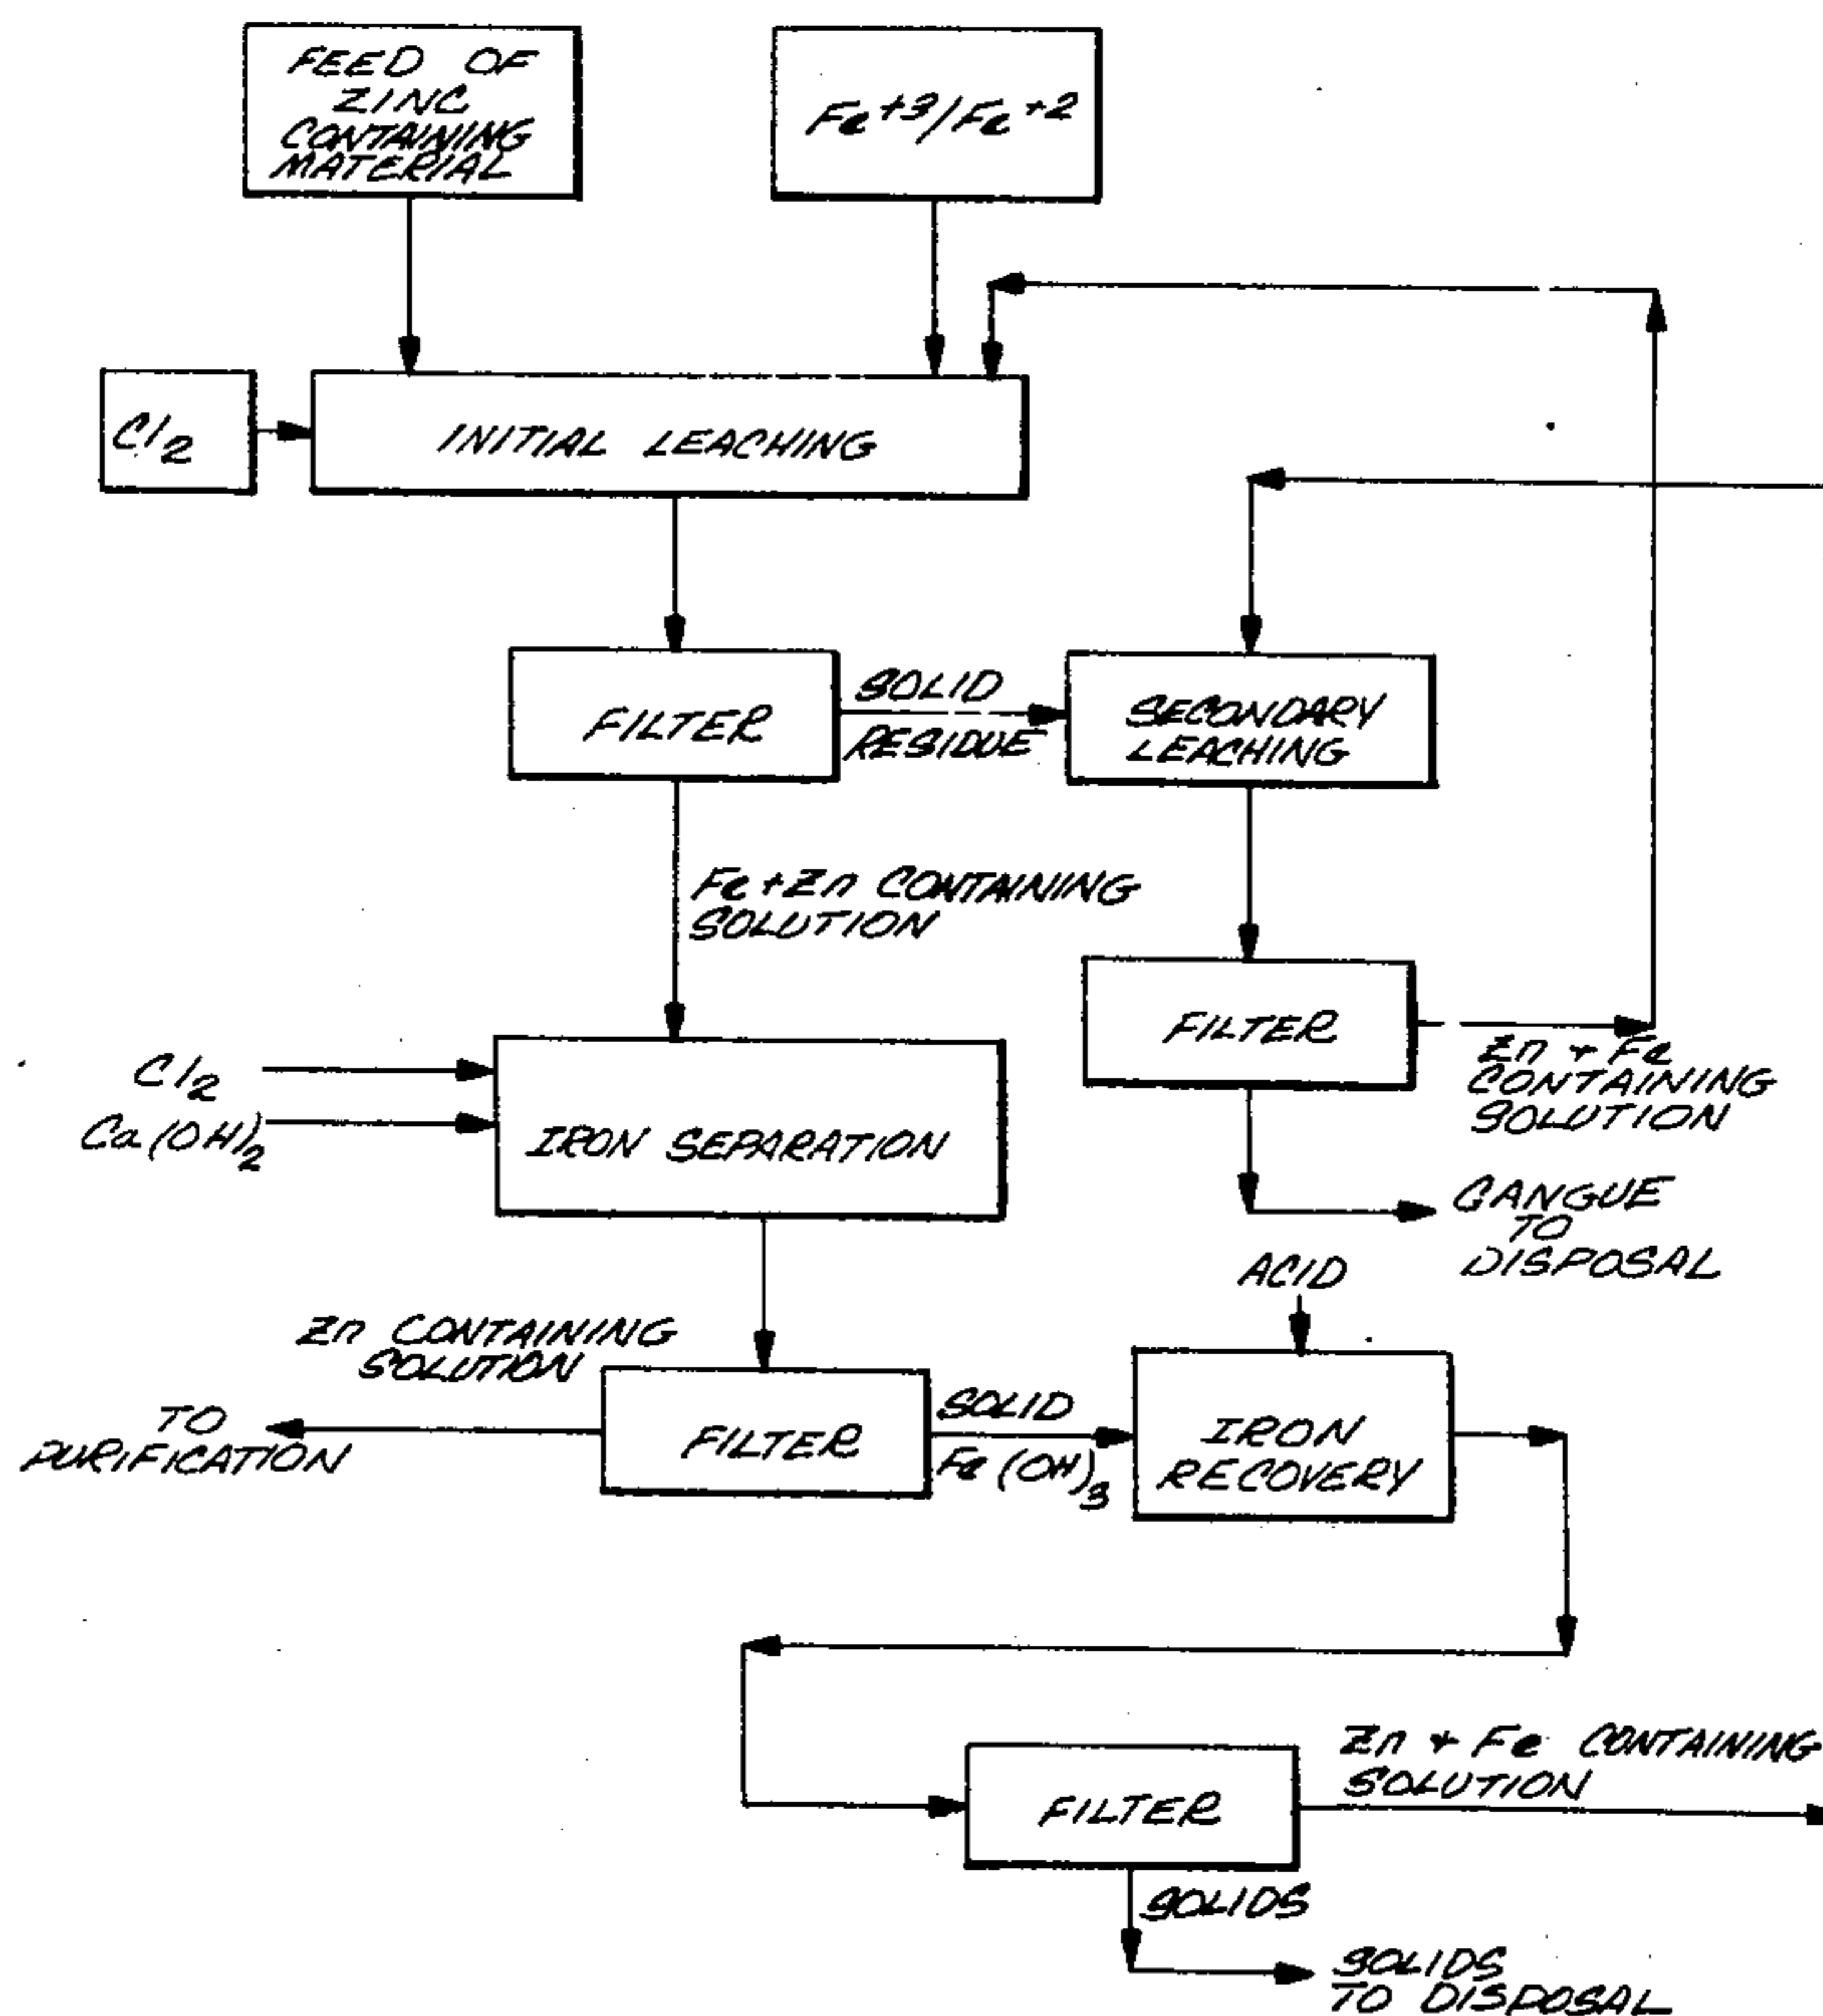 FEED OF
ZINC
CONTAINING
MATERIAL
Fe+3/Fe+2
Cl2
INITIAL LEACHING
FILTER
SOLID
RESIDUE
SECONDARY
LEACHING
Fe+Zn CONTAINING
SOLUTION
FILTER
Zn + Fe
CONTAINING
SOLUTION
Cl2
Ca(OH)2
IRON SEPARATION
GANGUE
TO
DISPOSAL
ACID
Zn CONTAINING
SOLUTION
TO
PURIFICATION
FILTER
SOLID
Fe(OH)3
IRON
RECOVERY
FILTER
Zn + Fe CONTAINING
SOLUTION
SOLIDS
SOLIDS
TO DISPOSAL